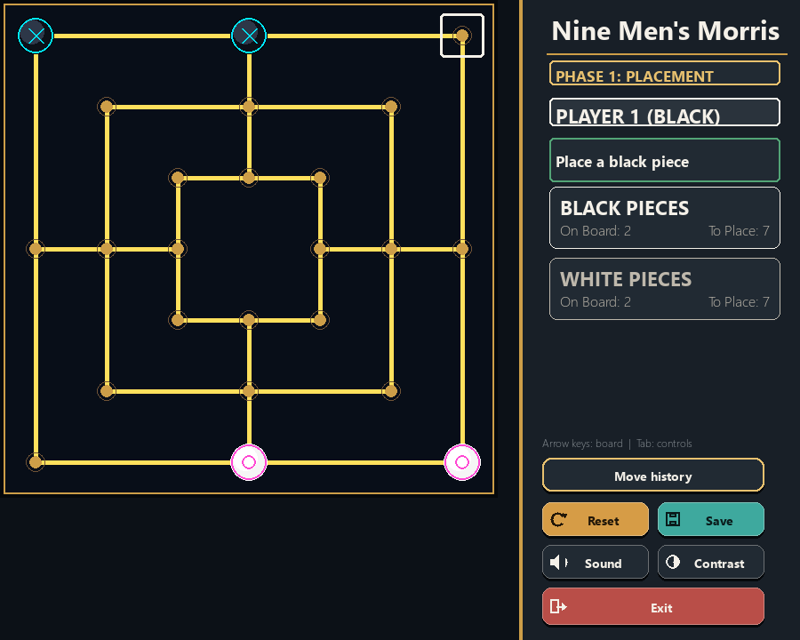 Nine Men's Morris
PHASE 1: PLACEMENT
PLAYER 1 (BLACK)
Place a black piece
BLACK PIECES
On Board: 2 To Place: 7
WHITE PIECES
On Board: 2 To Place: 7
Arrow keys: board | Tab: controls
Move history
Reset Save
Sound Contrast
Exit